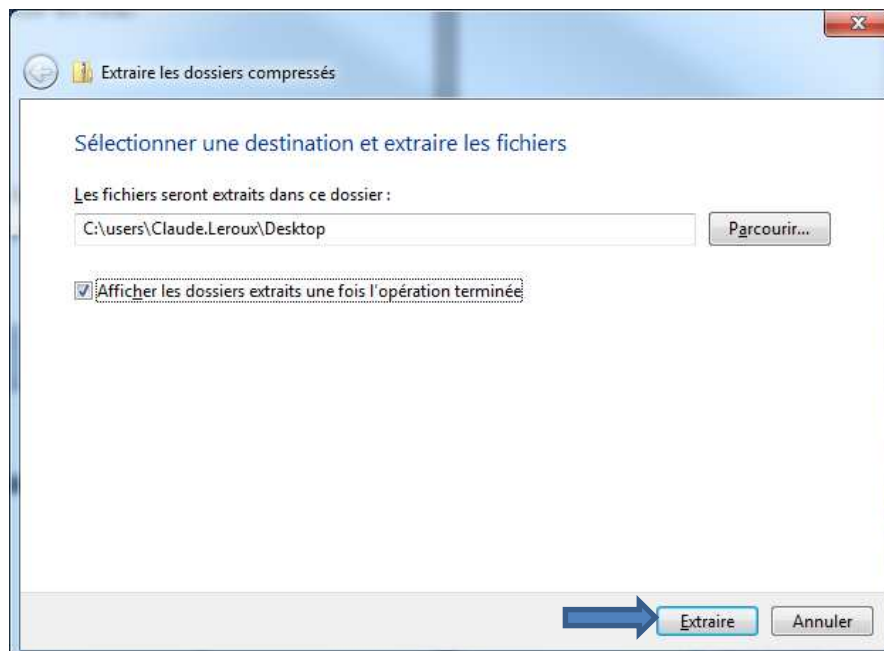 Extraire les dossiers compressés
Sélectionner une destination et extraire les fichiers
Les fichiers seront extraits dans ce dossier :
C:\users\Claude.Leroux\Desktop
Parcourir...
Afficher les dossiers extraits une fois l'opération terminée
Extraire
Annuler